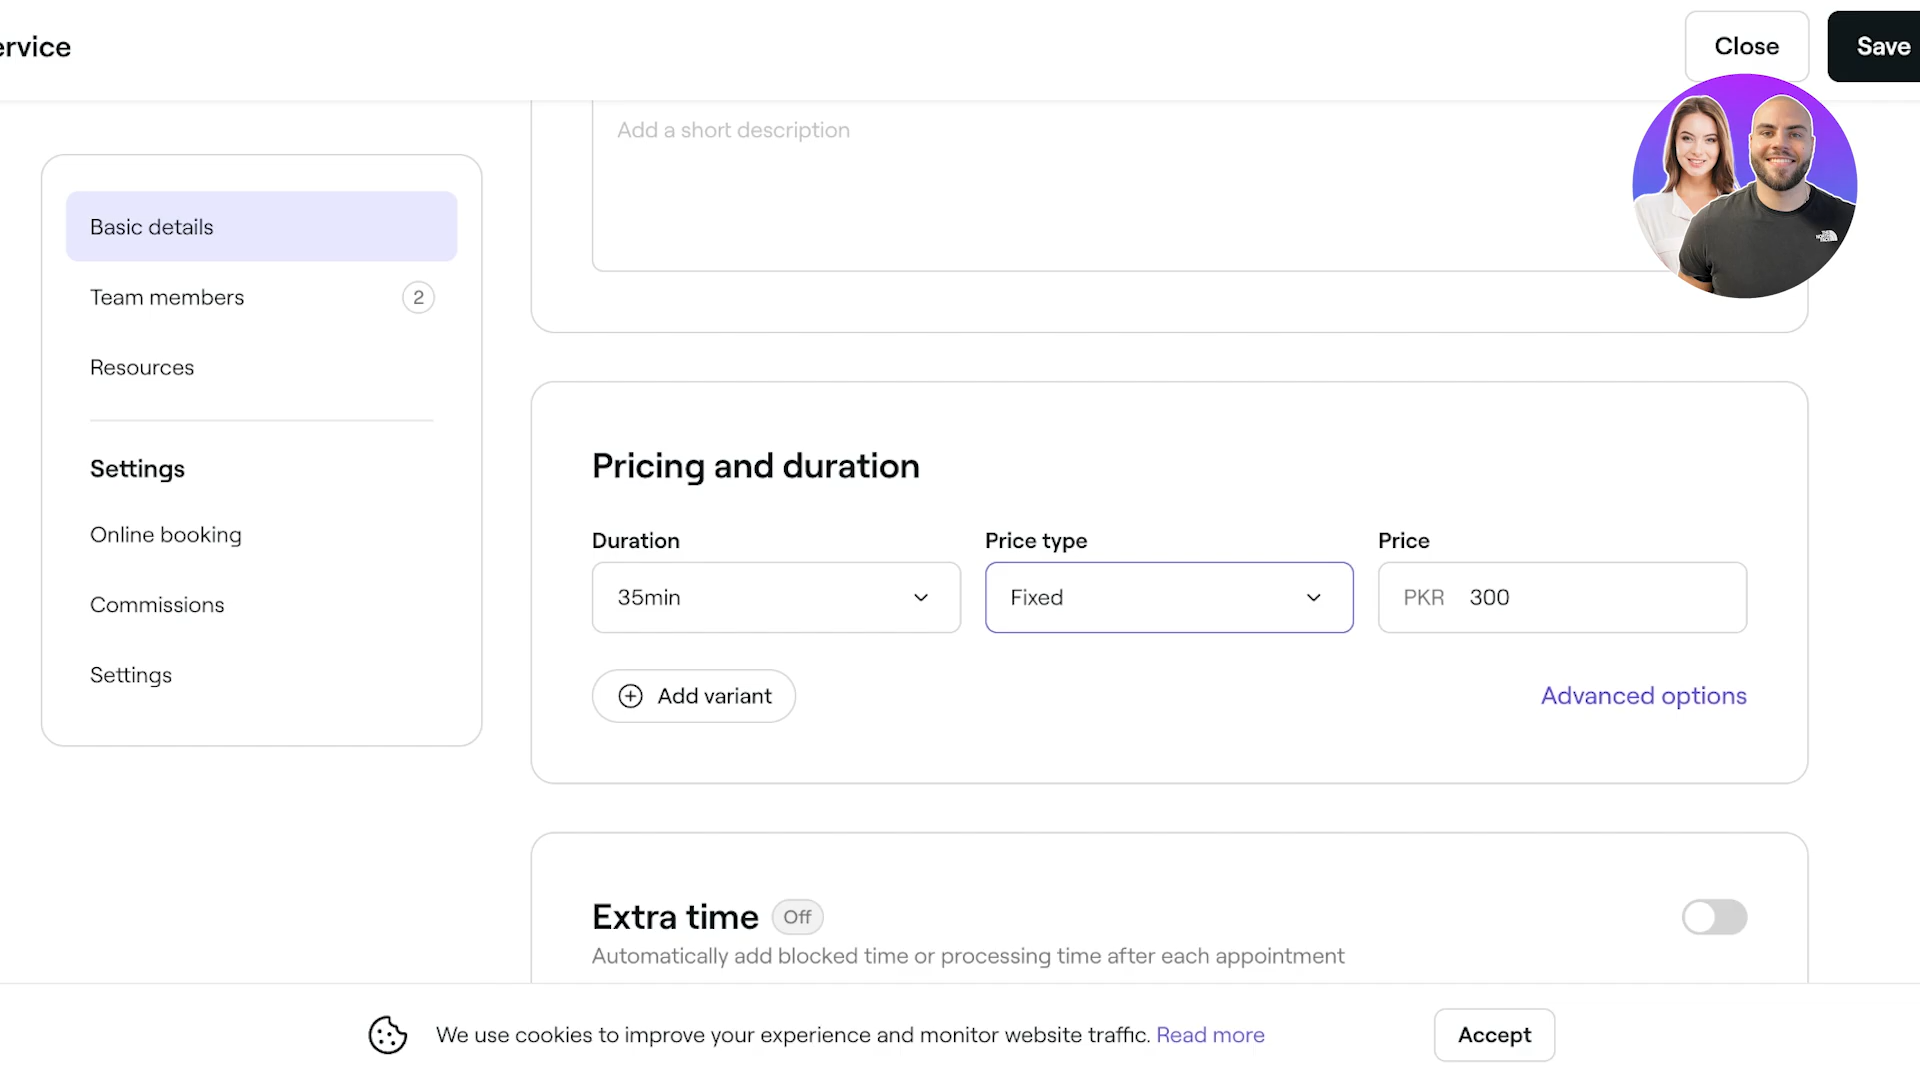 ervice
Close
Save
Add a short description
Basic details
Team members
2
Resources
Settings
Online booking
Commissions
Settings
Pricing and duration
Duration
Price type
Price
35min
Fixed
PKR 300
Add variant
Advanced options
Extra time
Off
Automatically add blocked time or processing time after each appointment
We use cookies to improve your experience and monitor website traffic. Read more
Accept